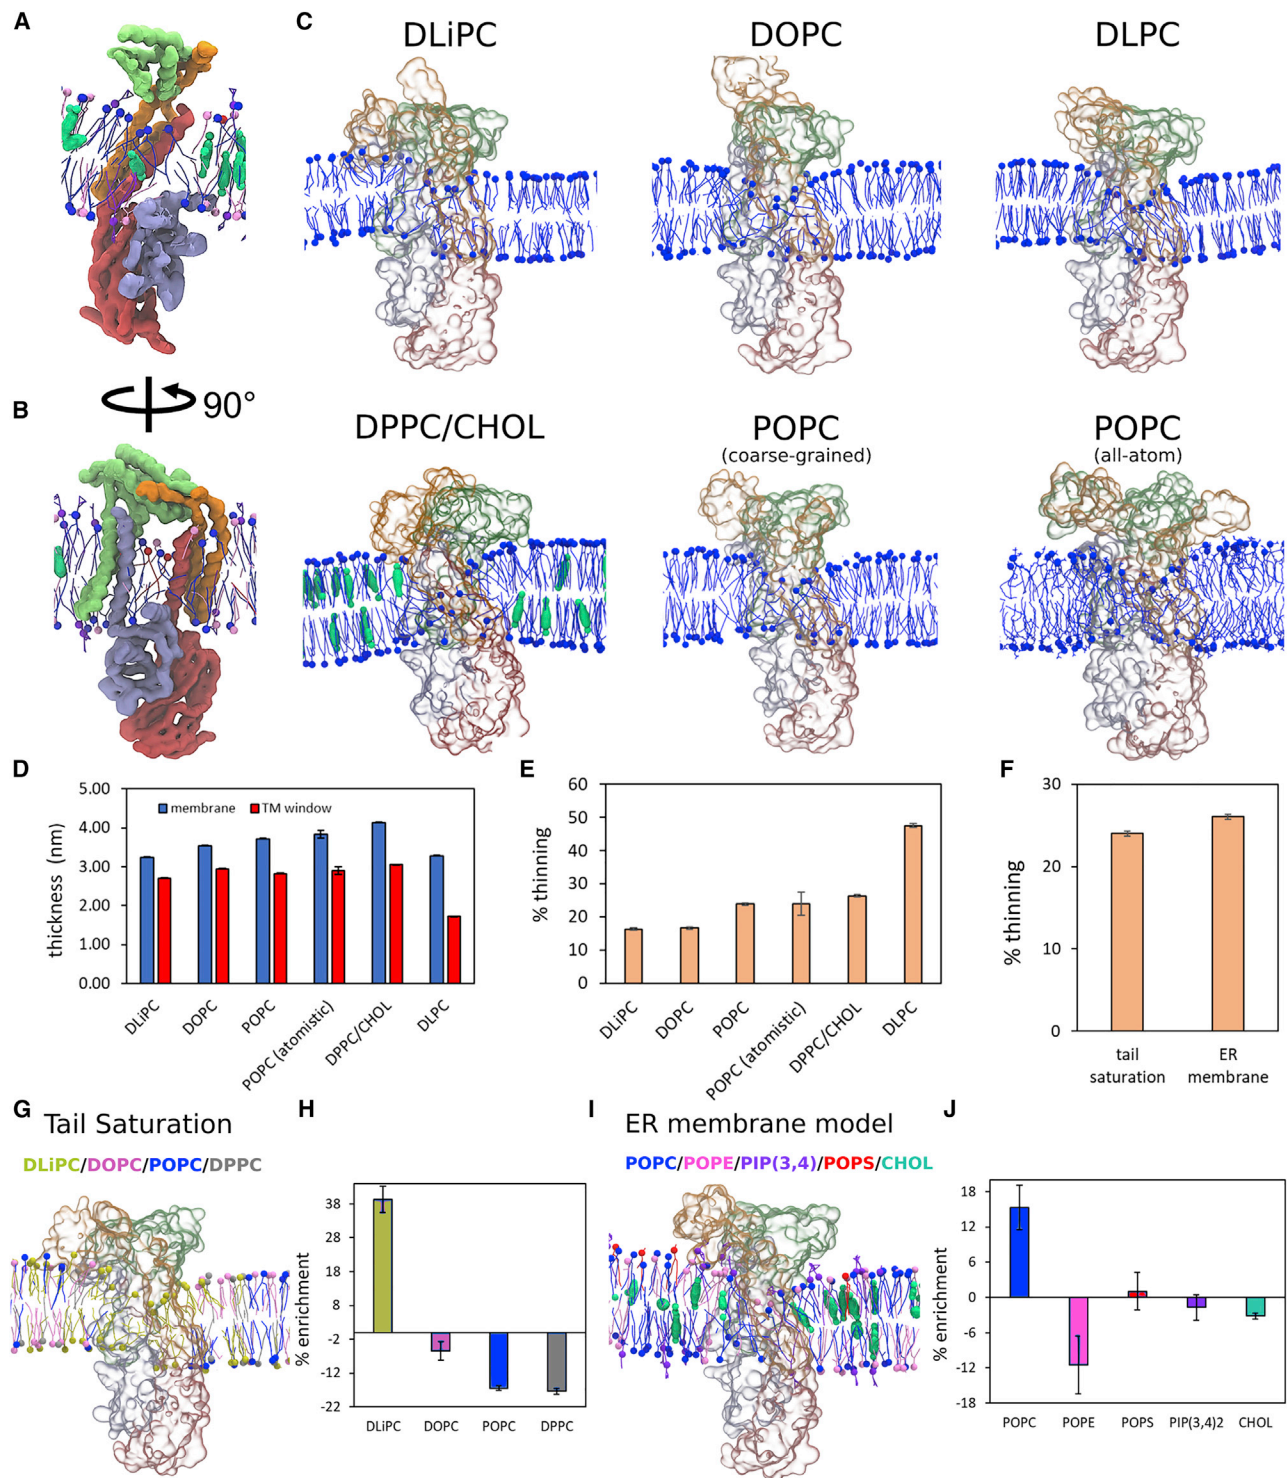 A
C
DLiPC
DOPC
DLPC
90°
B
DPPC/CHOL
POPC
(coarse-grained)
POPC
(all-atom)
D
5.00
4.00
3.00
2.00
1.00
0.00
thickness (nm)
membrane
TM window
DLiPC
DOPC
POPC
POPC (atomistic)
DPPC/CHOL
DLPC
E
60
50
40
30
20
10
0
% thinning
DLiPC
DOPC
POPC
POPC (atomistic)
DPPC/CHOL
DLPC
F
30
20
10
0
% thinning
tail
saturation
ER
membrane
G
Tail Saturation
DLiPC/DOPC/POPC/DPPC
H
38
28
18
8
-2
-12
-22
% enrichment
DLiPC
DOPC
POPC
DPPC
I
ER membrane model
POPC/POPE/PIP(3,4)/POPS/CHOL
J
18
12
6
0
-6
-12
-18
% enrichment
POPC
POPE
POPS
PIP(3,4)2
CHOL